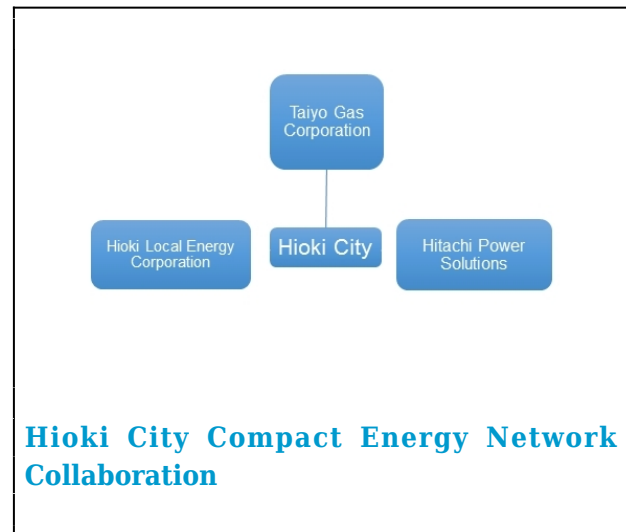 Taiyo Gas
Corporation
Hioki Local Energy
Corporation
Hioki City
Hitachi Power
Solutions
Hioki City Compact Energy Network
Collaboration